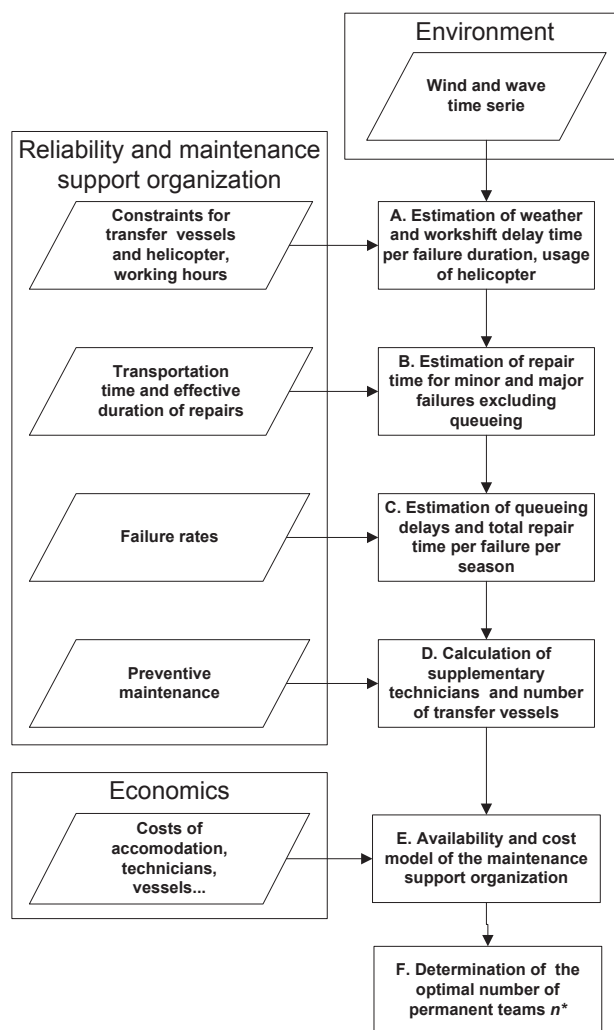 Environment
Wind and wave
time serie
Reliability and maintenance
support organization
Constraints for
transfer vessels
and helicopter,
working hours
A. Estimation of weather
and workshift delay time
per failure duration, usage
of helicopter
Transportation
time and effective
duration of repairs
B. Estimation of repair
time for minor and major
failures excluding
queueing
Failure rates
C. Estimation of queueing
delays and total repair
time per failure per
season
Preventive
maintenance
D. Calculation of
supplementary
technicians and number
of transfer vessels
Economics
Costs of
accomodation,
technicians,
vessels...
E. Availability and cost
model of the maintenance
support organization
F. Determination of the
optimal number of
permanent teams n*